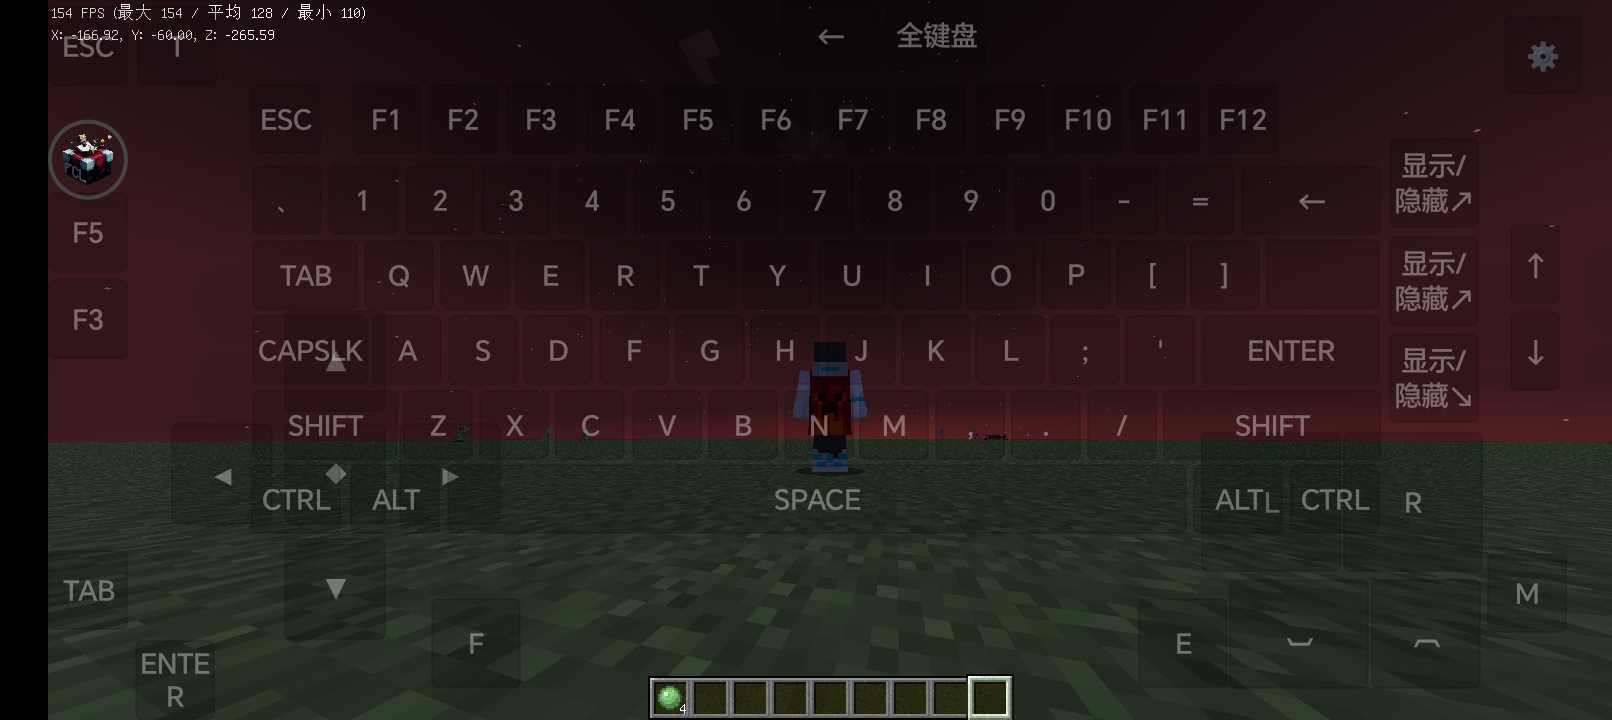 154 FPS (最大 154 / 平均 128 / 最小 110)
X: -166.92, Y: -60.00, Z: -265.59
ESC T ← 全键盘
ESC F1 F2 F3 F4 F5 F6 F7 F8 F9 F10 F11 F12
FCL
、 1 2 3 4 5 6 7 8 9 0 - = ←
显示/
隐藏↗
F5
TAB Q W E R T Y U I O P [ ]
显示/
隐藏↗
↑
F3
CAPSLK A S D F G H J K L ; ' ENTER
▲
显示/
隐藏↘
↓
SHIFT Z X C V B N M . / SHIFT
◀ ◆ ▶
CTRL ALT SPACE ALT L CTRL R
TAB ▼ M
F E
ENTE
R
4